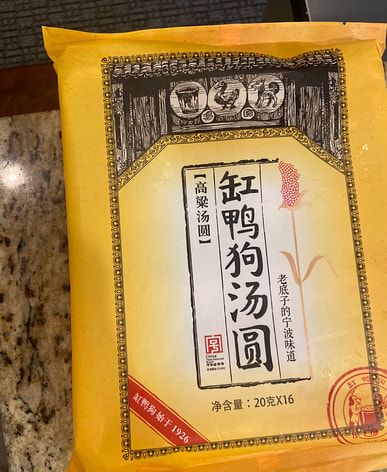 缸鸭狗汤圆
【高粱汤圆】
老底子的宁波味道
净含量：20克X16
缸鸭狗 始于1926